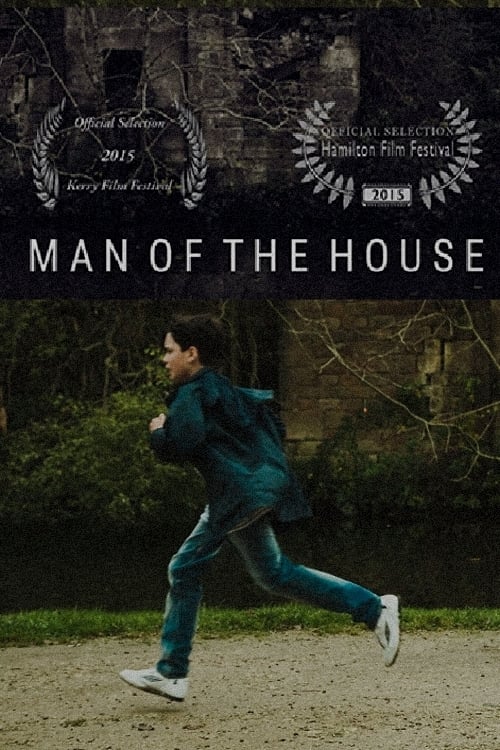 Official Selection
2015
Kerry Film Festival
OFFICIAL SELECTION
Hamilton Film Festival
2015
MAN OF THE HOUSE